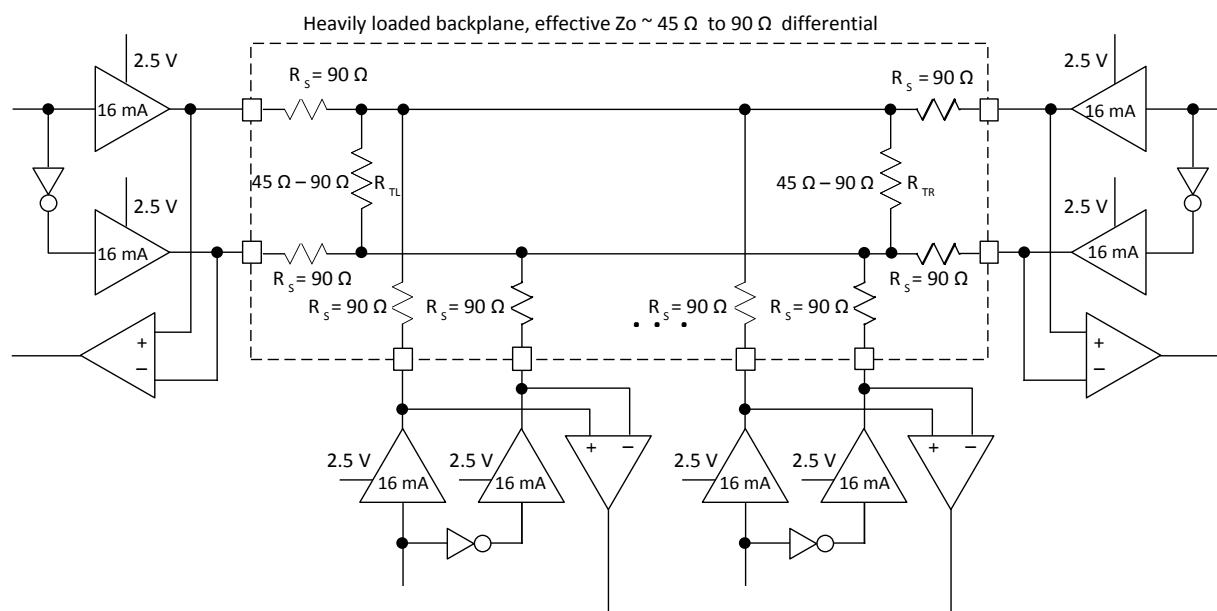 Heavily loaded backplane, effective Zo ~ 45 Ω to 90 Ω differential
2.5 V
2.5 V
R S = 90 Ω
R S = 90 Ω
16 mA
16 mA
45 Ω – 90 Ω
R TL
45 Ω – 90 Ω
R TR
2.5 V
2.5 V
16 mA
16 mA
R S = 90 Ω
R S = 90 Ω
R S = 90 Ω
R S = 90 Ω
R S = 90 Ω
R S = 90 Ω
. . .
+
−
+
−
+
−
+
−
2.5 V
2.5 V
2.5 V
2.5 V
16 mA
16 mA
16 mA
16 mA